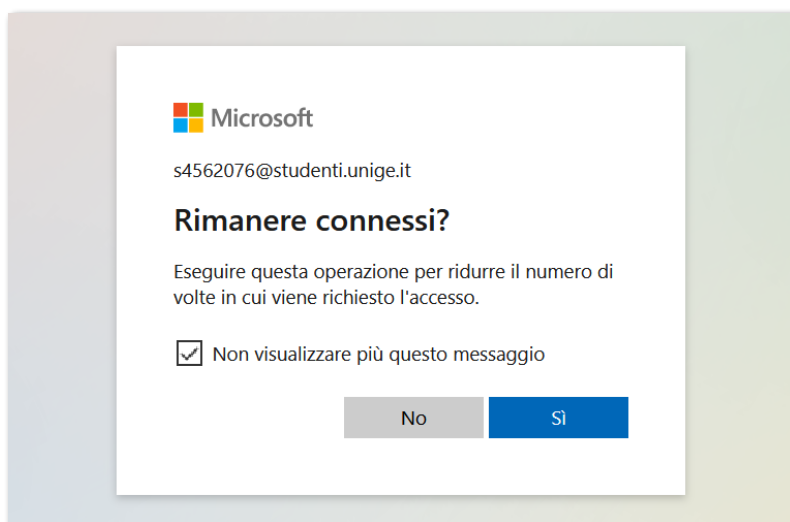 Microsoft
s4562076@studenti.unige.it
Rimanere connessi?
Eseguire questa operazione per ridurre il numero di
volte in cui viene richiesto l'accesso.
Non visualizzare più questo messaggio
No
Sì